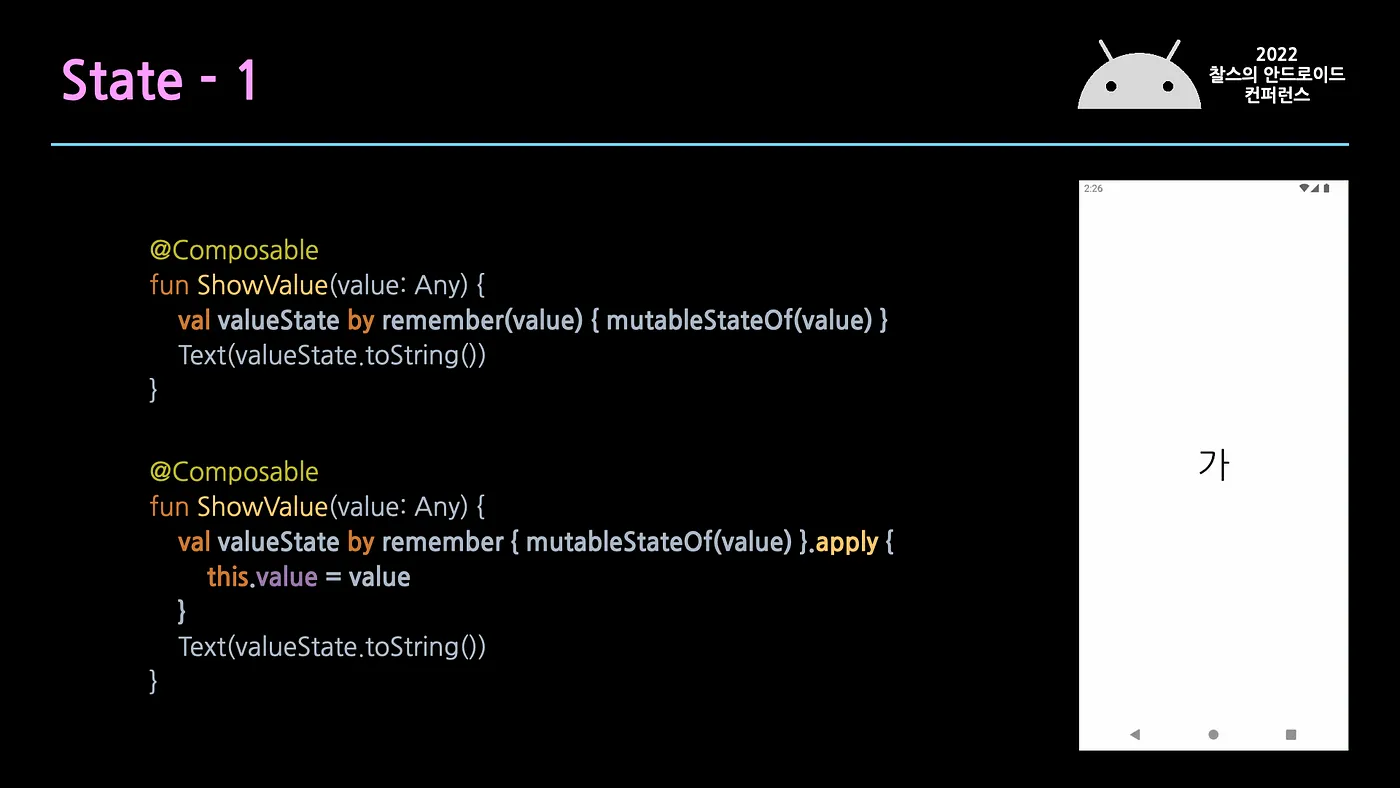 State - 1
2022
찰스의 안드로이드
컨퍼런스
@Composable
fun ShowValue(value: Any) {
val valueState by remember(value) { mutableStateOf(value) }
Text(valueState.toString())
}
@Composable
fun ShowValue(value: Any) {
val valueState by remember { mutableStateOf(value) }.apply {
this.value = value
}
Text(valueState.toString())
}
2:26
가